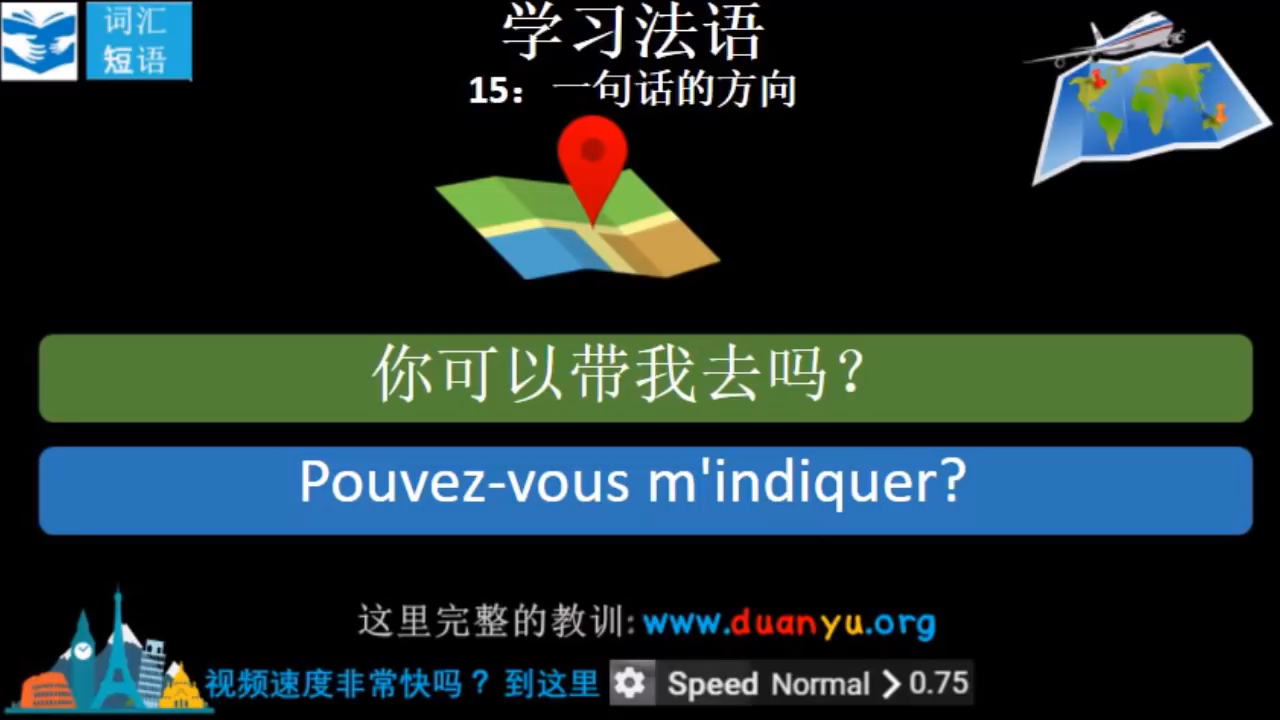 词汇
短语
学习法语
15：一句话的方向
你可以带我去吗？
Pouvez-vous m'indiquer?
这里完整的教训: www.duanyu.org
视频速度非常快吗？ 到这里 Speed Normal > 0.75